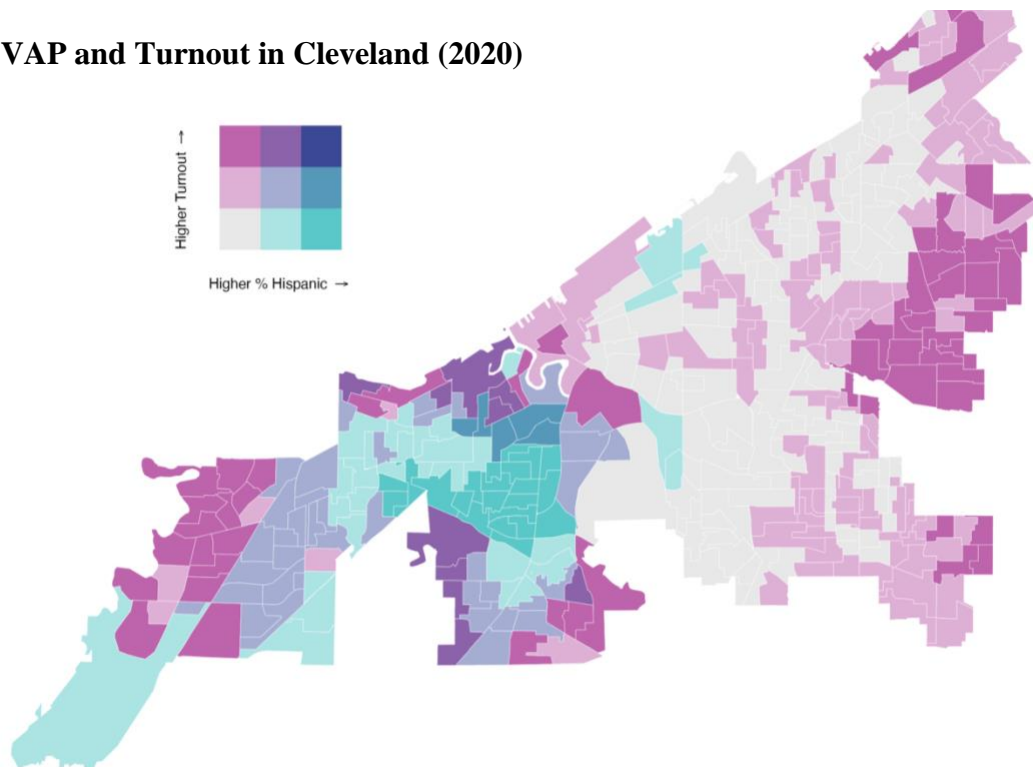 VAP and Turnout in Cleveland (2020)
Higher Turnout →
Higher % Hispanic →